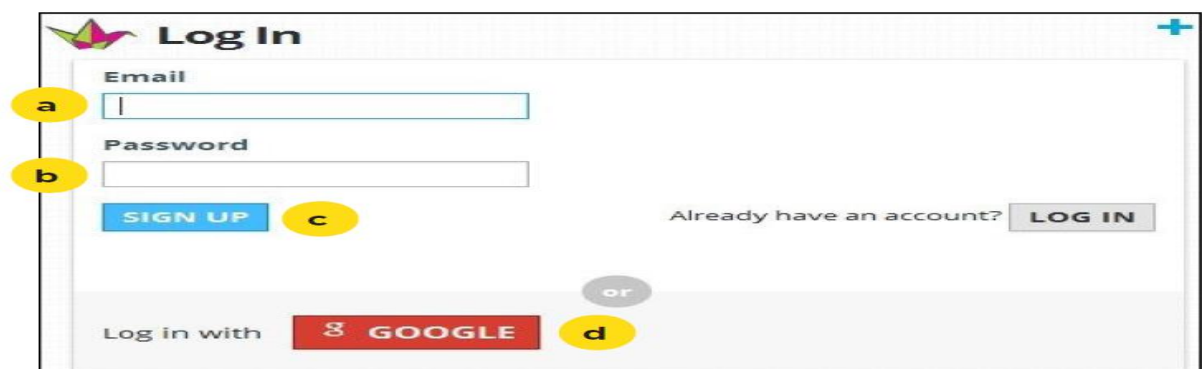 Log In
Email
a
Password
b
SIGN UP c Already have an account? LOG IN
or
Log in with g GOOGLE d